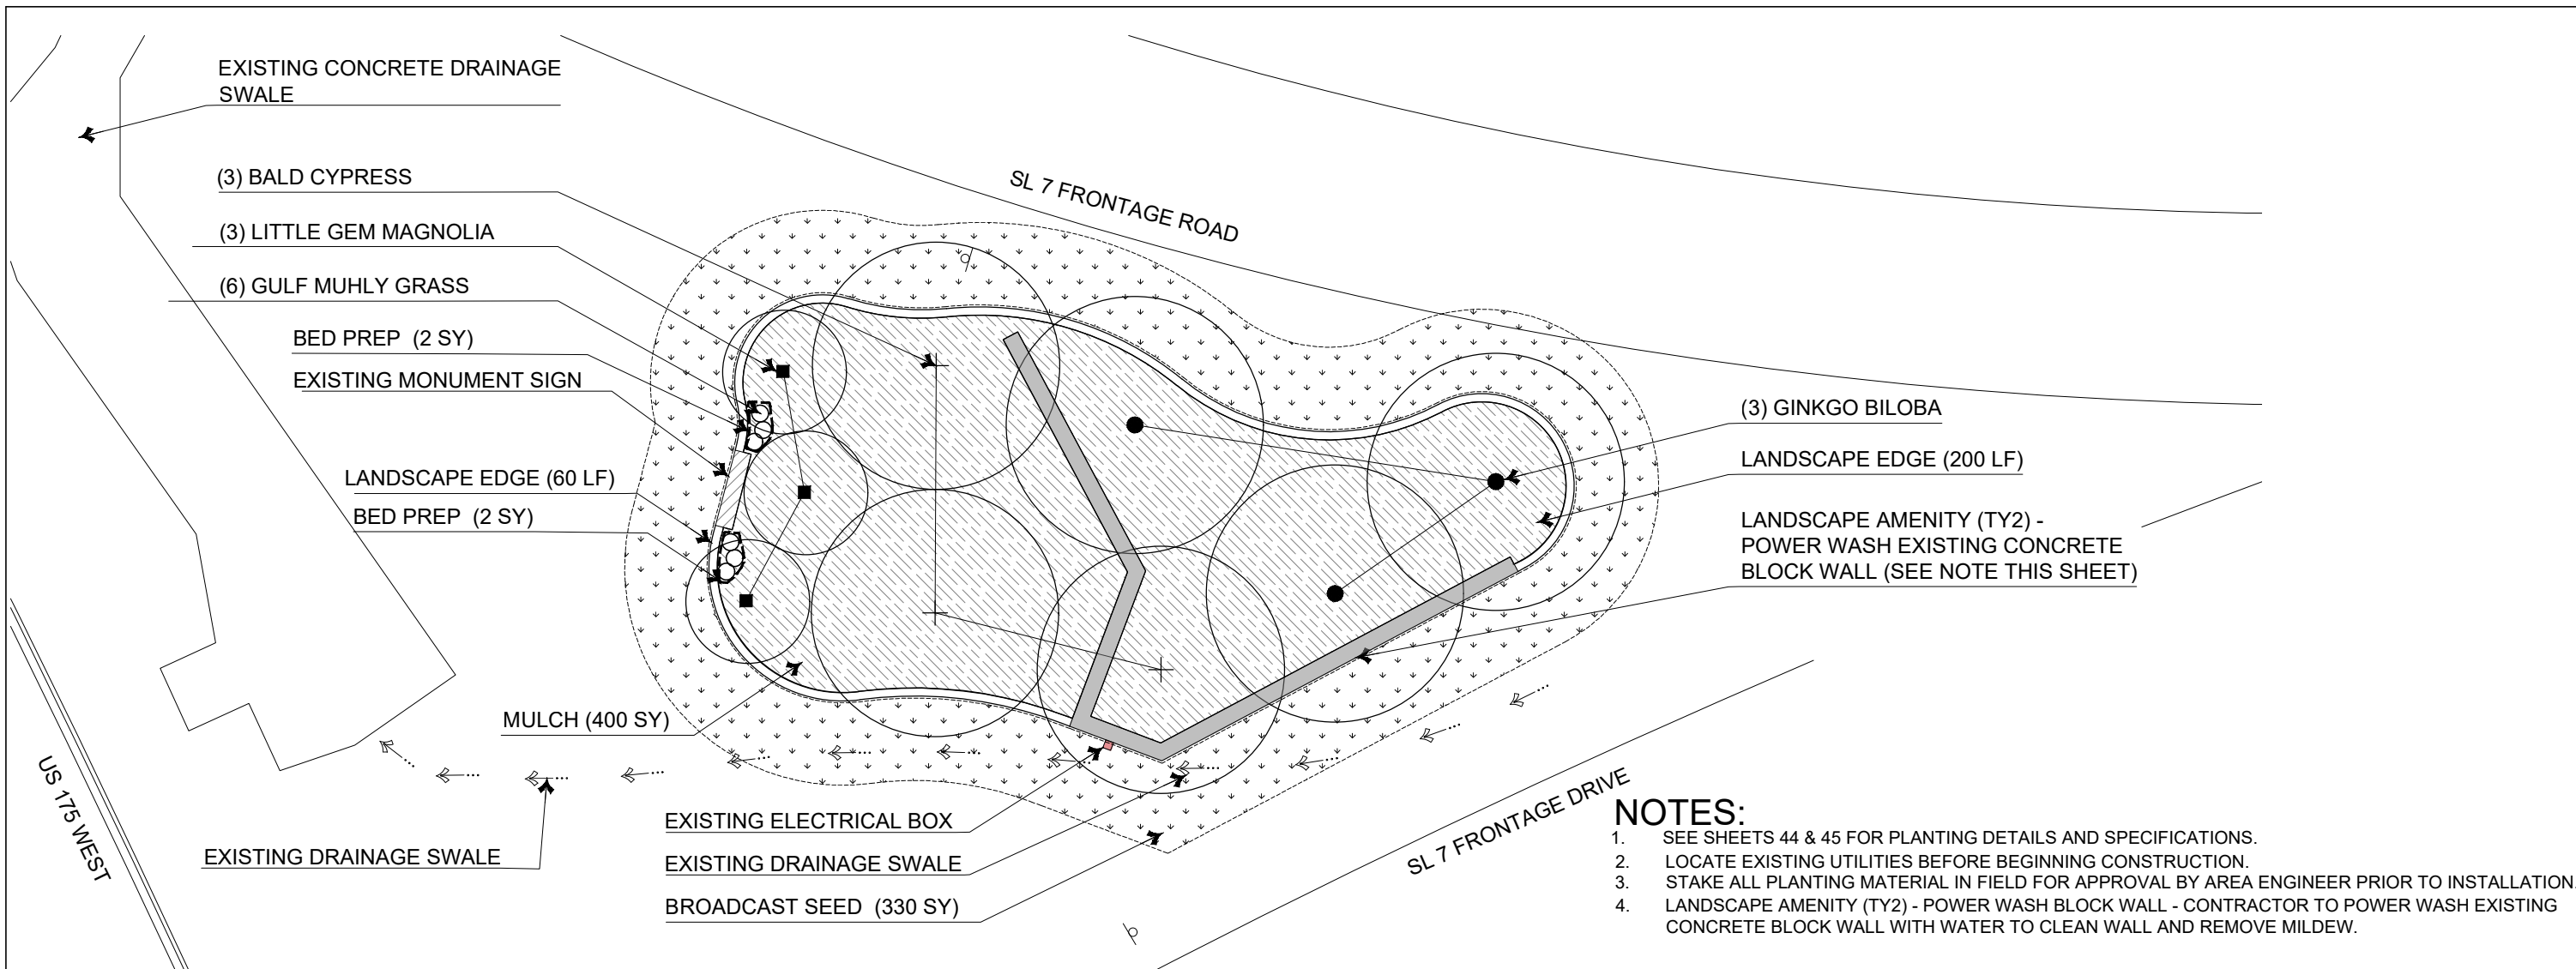 EXISTING CONCRETE DRAINAGE
SWALE
(3) BALD CYPRESS
(3) LITTLE GEM MAGNOLIA
(6) GULF MUHLY GRASS
BED PREP (2 SY)
EXISTING MONUMENT SIGN
LANDSCAPE EDGE (60 LF)
BED PREP (2 SY)
MULCH (400 SY)
US 175 WEST
EXISTING DRAINAGE SWALE
SL 7 FRONTAGE ROAD
(3) GINKGO BILOBA
LANDSCAPE EDGE (200 LF)
LANDSCAPE AMENITY (TY2) -
POWER WASH EXISTING CONCRETE
BLOCK WALL (SEE NOTE THIS SHEET)
EXISTING ELECTRICAL BOX
EXISTING DRAINAGE SWALE
BROADCAST SEED (330 SY)
SL 7 FRONTAGE DRIVE
NOTES:
1. SEE SHEETS 44 & 45 FOR PLANTING DETAILS AND SPECIFICATIONS.
2. LOCATE EXISTING UTILITIES BEFORE BEGINNING CONSTRUCTION.
3. STAKE ALL PLANTING MATERIAL IN FIELD FOR APPROVAL BY AREA ENGINEER PRIOR TO INSTALLATION.
4. LANDSCAPE AMENITY (TY2) - POWER WASH BLOCK WALL - CONTRACTOR TO POWER WASH EXISTING
CONCRETE BLOCK WALL WITH WATER TO CLEAN WALL AND REMOVE MILDEW.